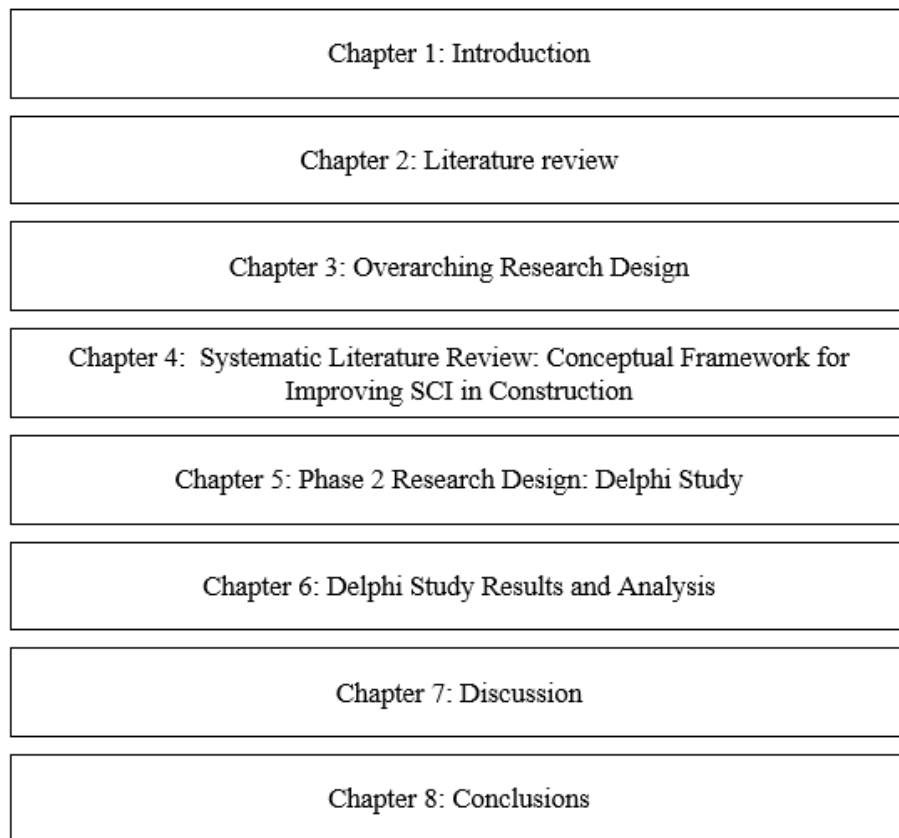 Chapter 1: Introduction
Chapter 2: Literature review
Chapter 3: Overarching Research Design
Chapter 4:  Systematic Literature Review: Conceptual Framework for
Improving SCI in Construction
Chapter 5: Phase 2 Research Design: Delphi Study
Chapter 6: Delphi Study Results and Analysis
Chapter 7: Discussion
Chapter 8: Conclusions